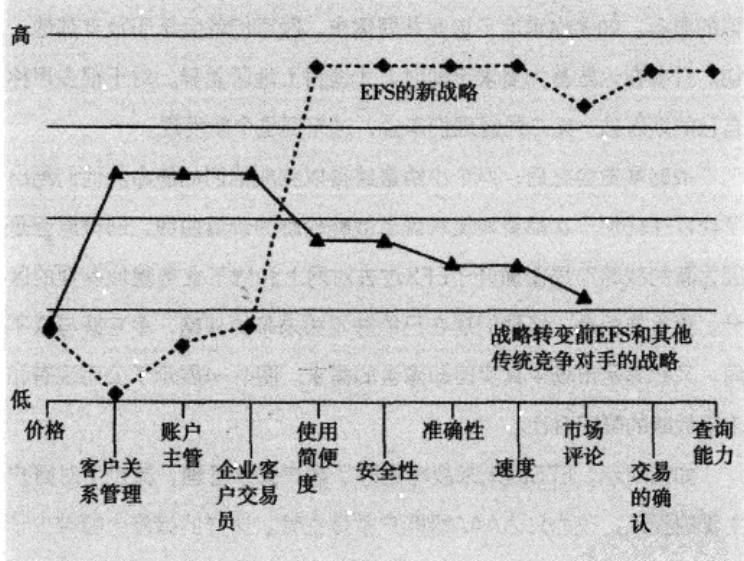 高
EFS的新战略
战略转变前EFS和其他
传统竞争对手的战略
低
价格
客户关
系管理
账户
主管
企业客
户交易
员
使用
简便
度
安全性
准确性
速度
市场
评论
交易
的确
认
查询
能力